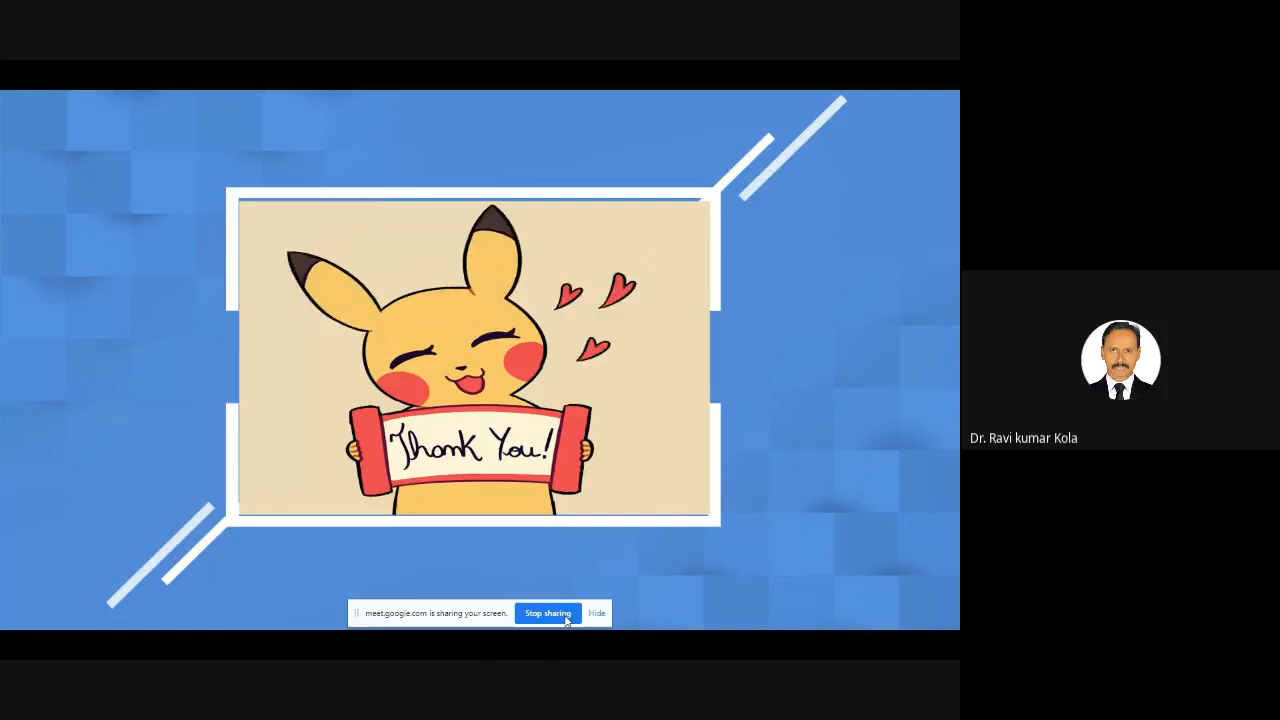 Thank You!
meet.google.com is sharing your screen.
Stop sharing
Hide
Dr. Ravi kumar Kola